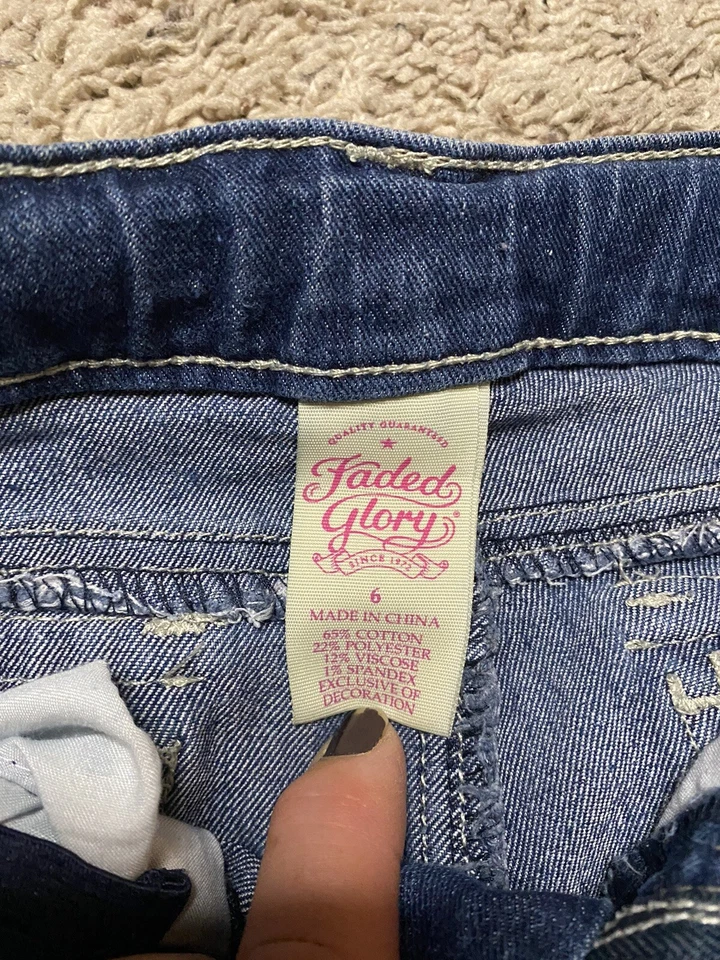 QUALITY GUARANTEED
Faded
Glory®
SINCE 1972
6
MADE IN CHINA
65% COTTON
22% POLYESTER
12% VISCOSE
1% SPANDEX
EXCLUSIVE OF
DECORATION